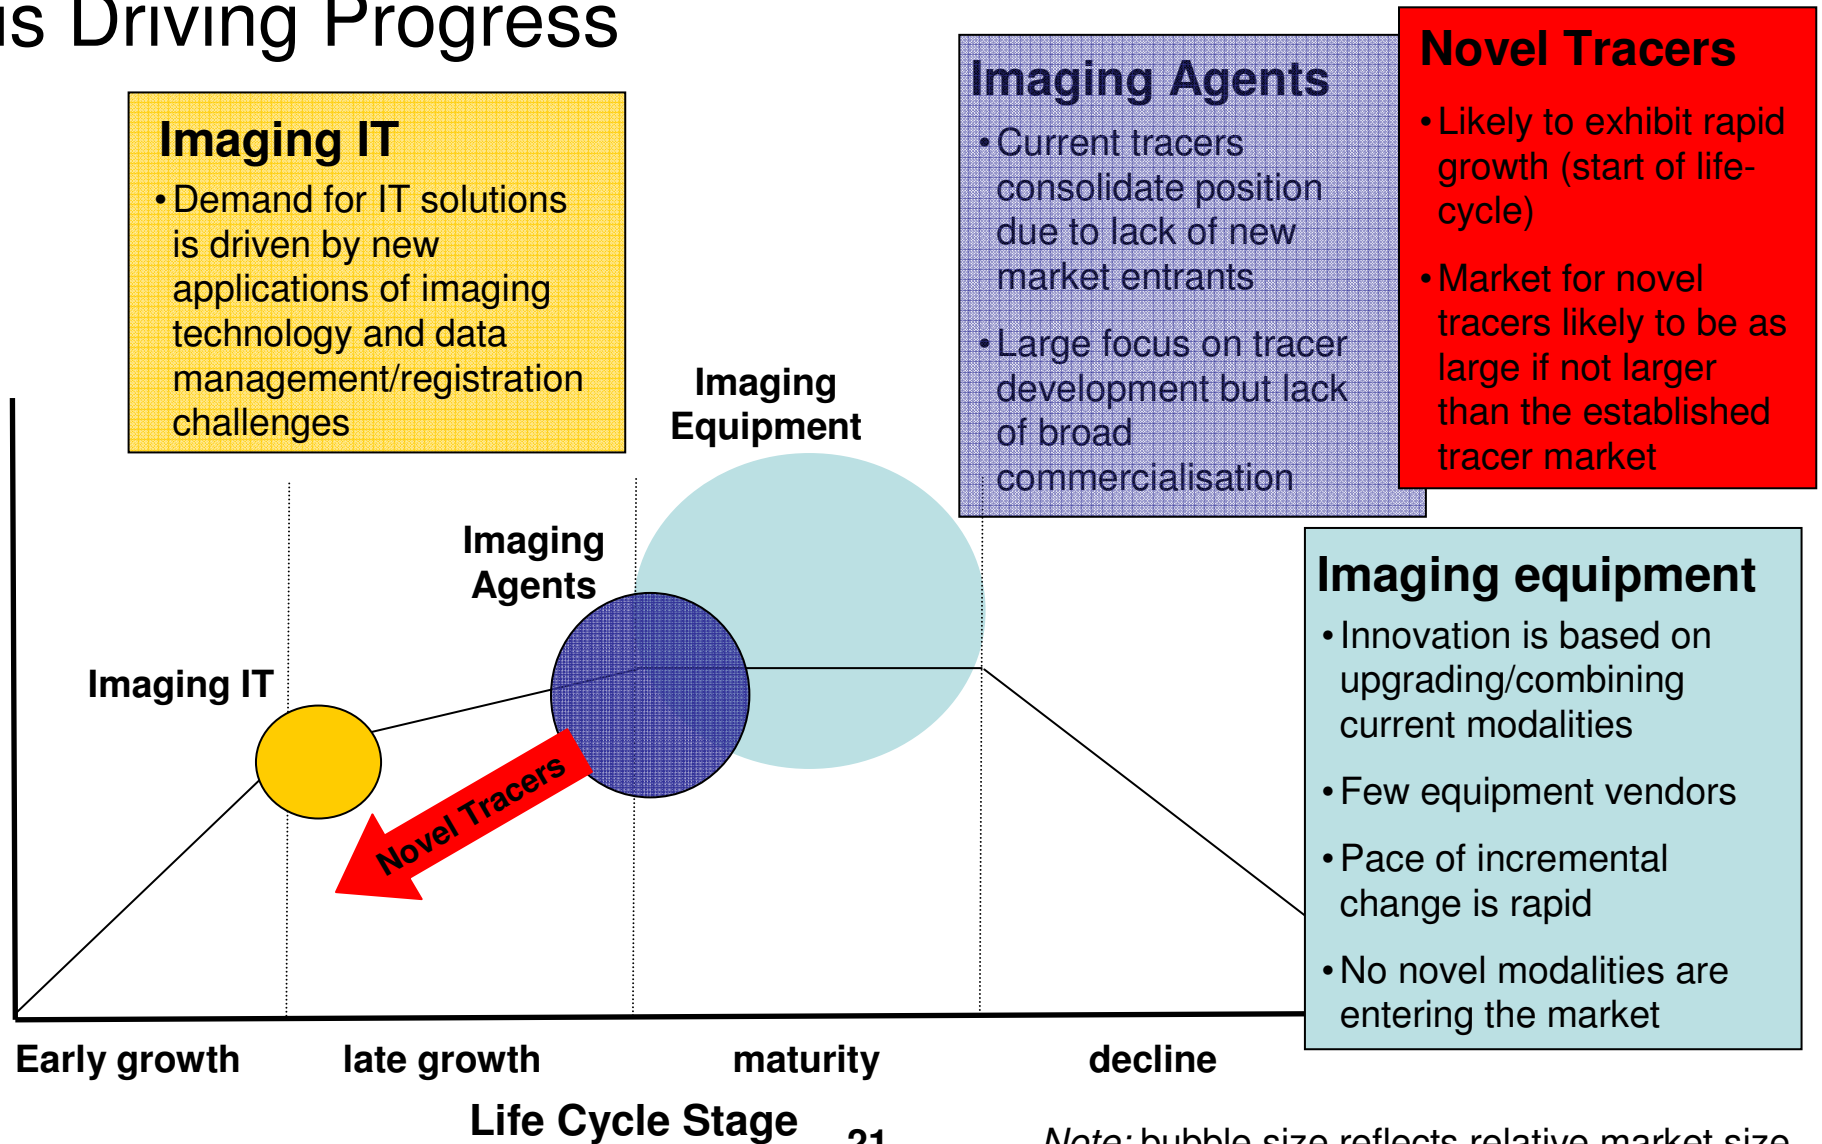 is Driving Progress
Imaging IT
• Demand for IT solutions
is driven by new
applications of imaging
technology and data
management/registration
challenges
Imaging Agents
• Current tracers
consolidate position
due to lack of new
market entrants
• Large focus on tracer
development but lack
of broad
commercialisation
Novel Tracers
• Likely to exhibit rapid
growth (start of life-
cycle)
• Market for novel
tracers likely to be as
large if not larger
than the established
tracer market
Imaging
Equipment
Imaging
Agents
Imaging IT
Novel Tracers
Imaging equipment
• Innovation is based on
upgrading/combining
current modalities
• Few equipment vendors
• Pace of incremental
change is rapid
• No novel modalities are
entering the market
Early growth
late growth
maturity
decline
Life Cycle Stage
21
Note: bubble size reflects relative market size